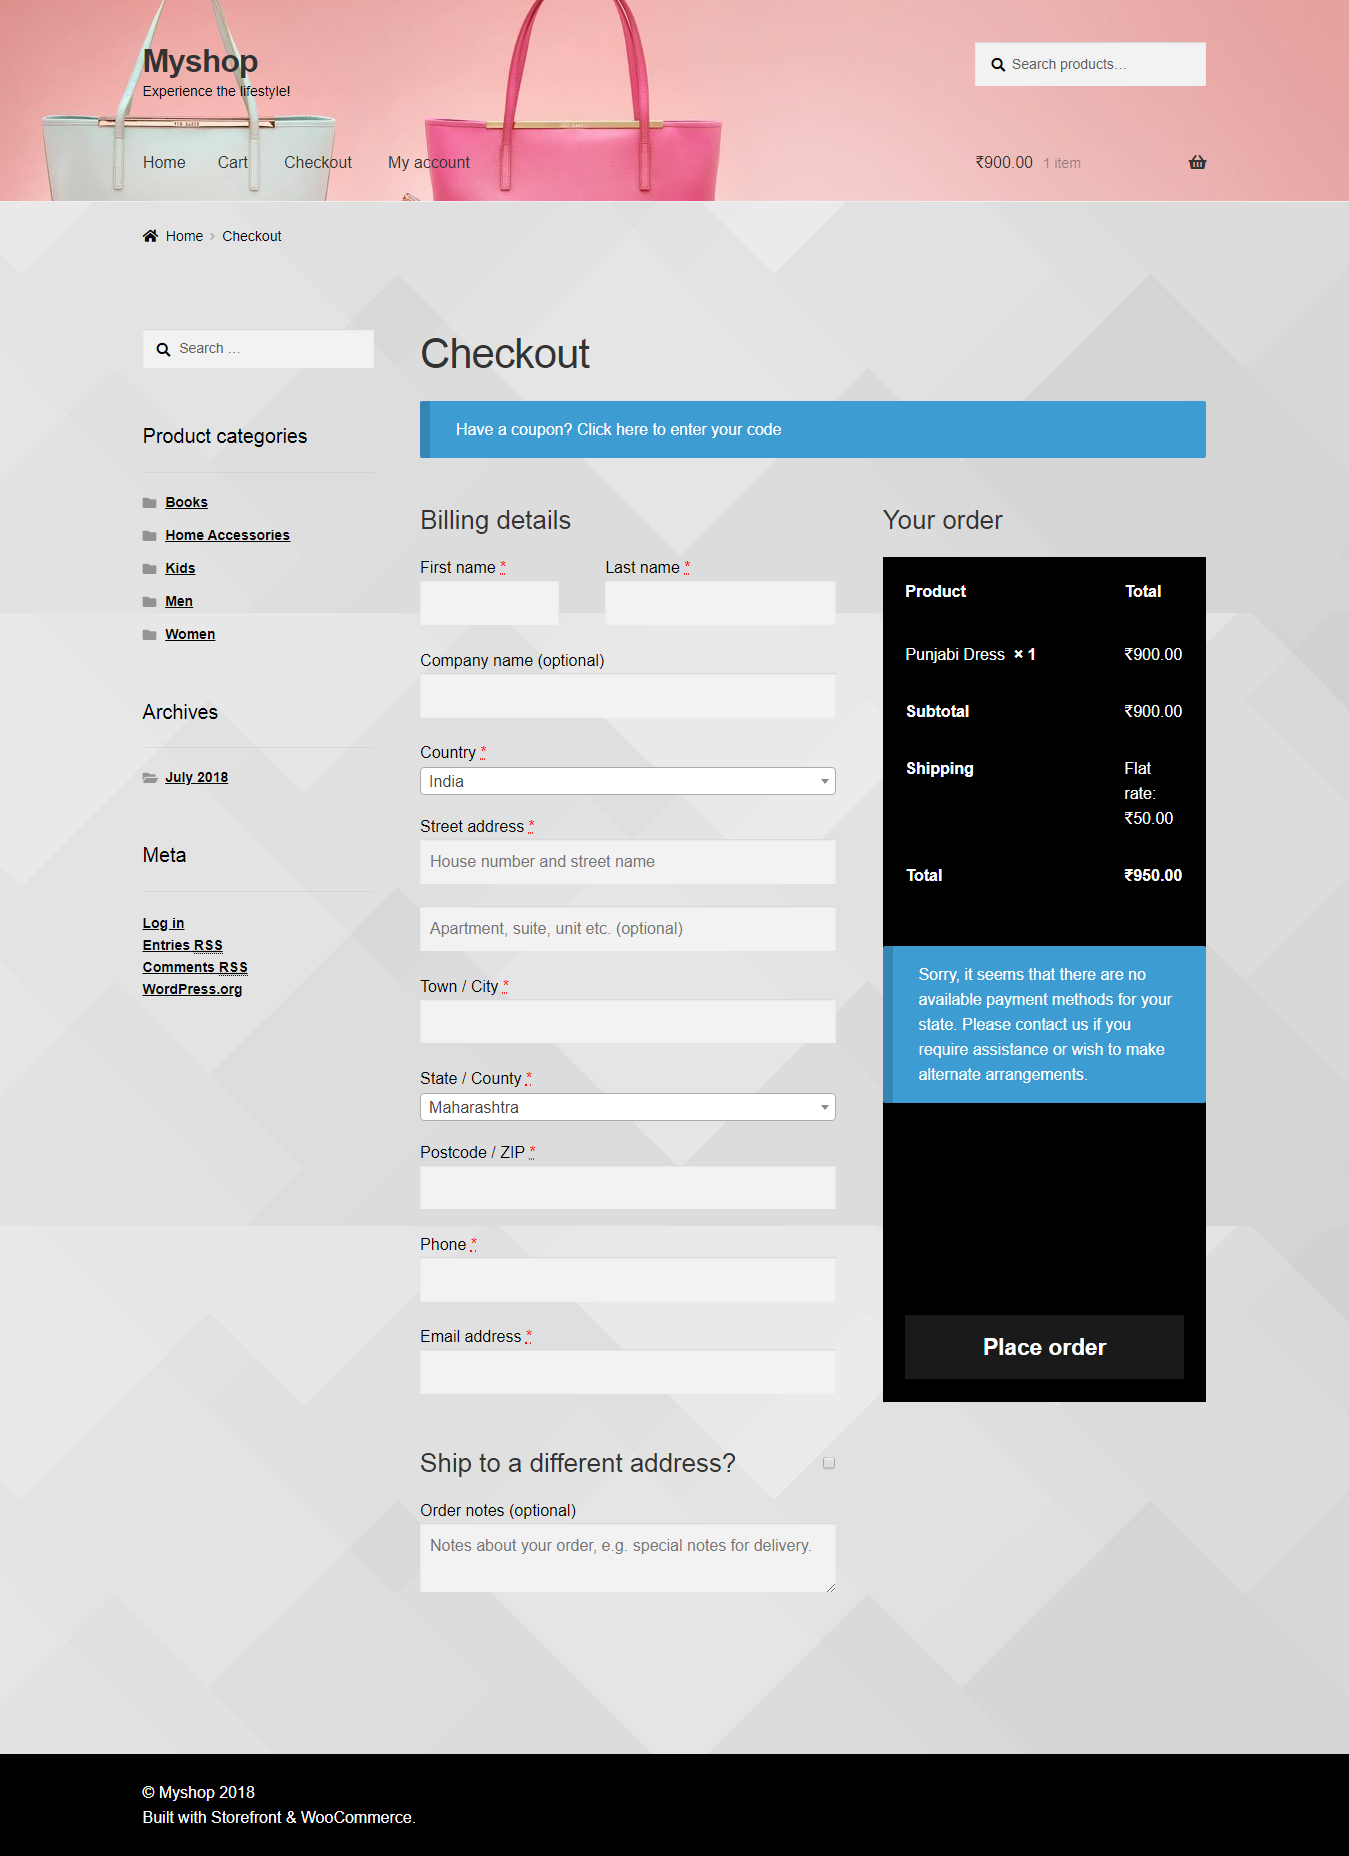 Myshop
Experience the lifestyle!
Search products…
Home Cart Checkout My account
₹900.00 1 item
Home › Checkout
Search …
Product categories
Books
Home Accessories
Kids
Men
Women
Archives
July 2018
Meta
Log in
Entries RSS
Comments RSS
WordPress.org
Checkout
Have a coupon? Click here to enter your code
Billing details
First name * Last name *
Company name (optional)
Country *
India
Street address *
House number and street name
Apartment, suite, unit etc. (optional)
Town / City *
State / County *
Maharashtra
Postcode / ZIP *
Phone *
Email address *
Ship to a different address?
Order notes (optional)
Notes about your order, e.g. special notes for delivery.
Your order
Product Total
Punjabi Dress × 1 ₹900.00
Subtotal ₹900.00
Shipping Flat
rate:
₹50.00
Total ₹950.00
Sorry, it seems that there are no
available payment methods for your
state. Please contact us if you
require assistance or wish to make
alternate arrangements.
Place order
© Myshop 2018
Built with Storefront & WooCommerce.